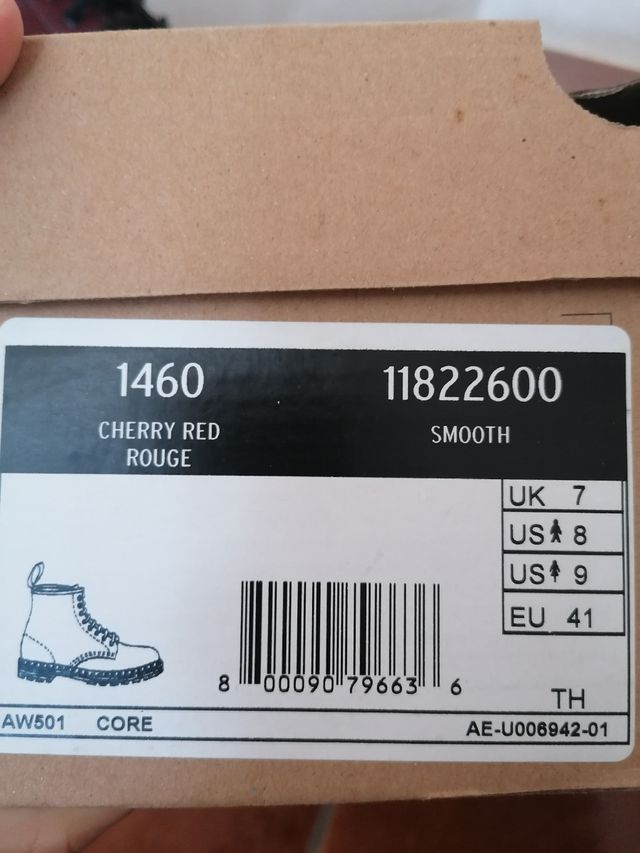 1460 11822600
CHERRY RED SMOOTH
ROUGE
UK 7
US 8
US 9
EU 41
8 00090 79663 6
TH
AW501 CORE AE-U006942-01